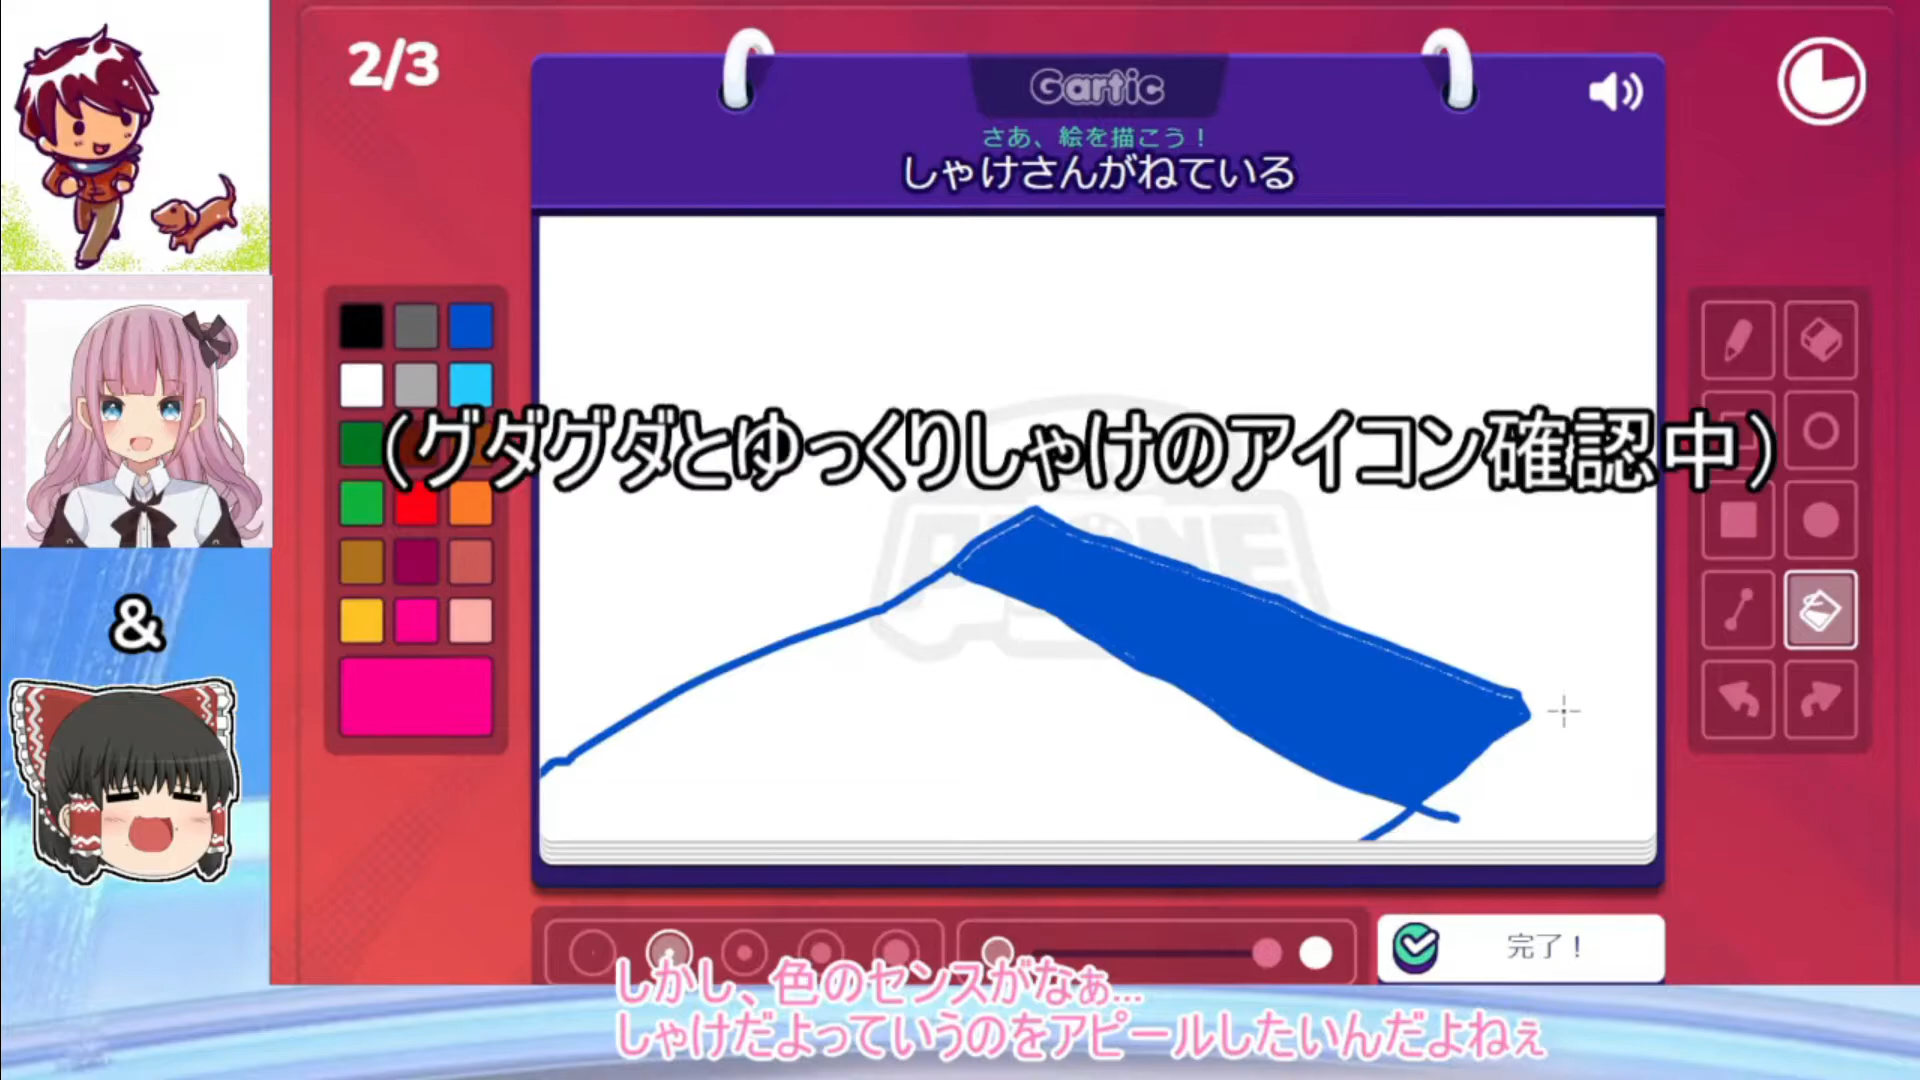 2/3
Gartic
さあ、絵を描こう！
しゃけさんがねている
（グダグダとゆっくりしゃけのアイコン確認中）
PHONE
&
完了！
しかし、色のセンスがなぁ…
しゃけだよっていうのをアピールしたいんだよねぇ